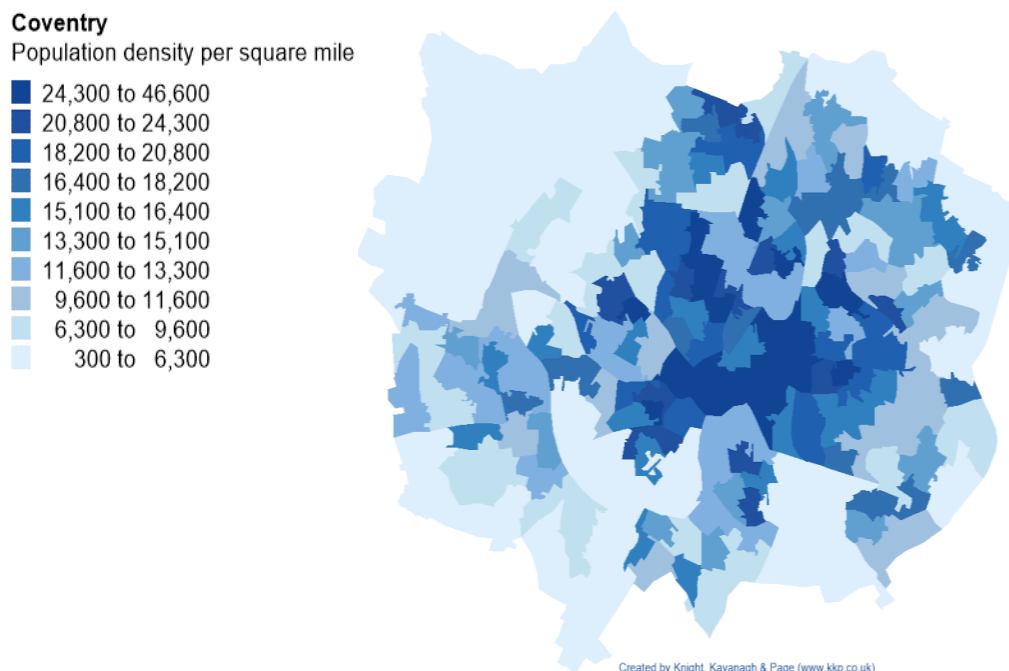 Coventry
Population density per square mile
24,300 to 46,600
20,800 to 24,300
18,200 to 20,800
16,400 to 18,200
15,100 to 16,400
13,300 to 15,100
11,600 to 13,300
9,600 to 11,600
6,300 to 9,600
300 to 6,300
Created by Knight, Kavanagh & Page (www.kkp.co.uk)